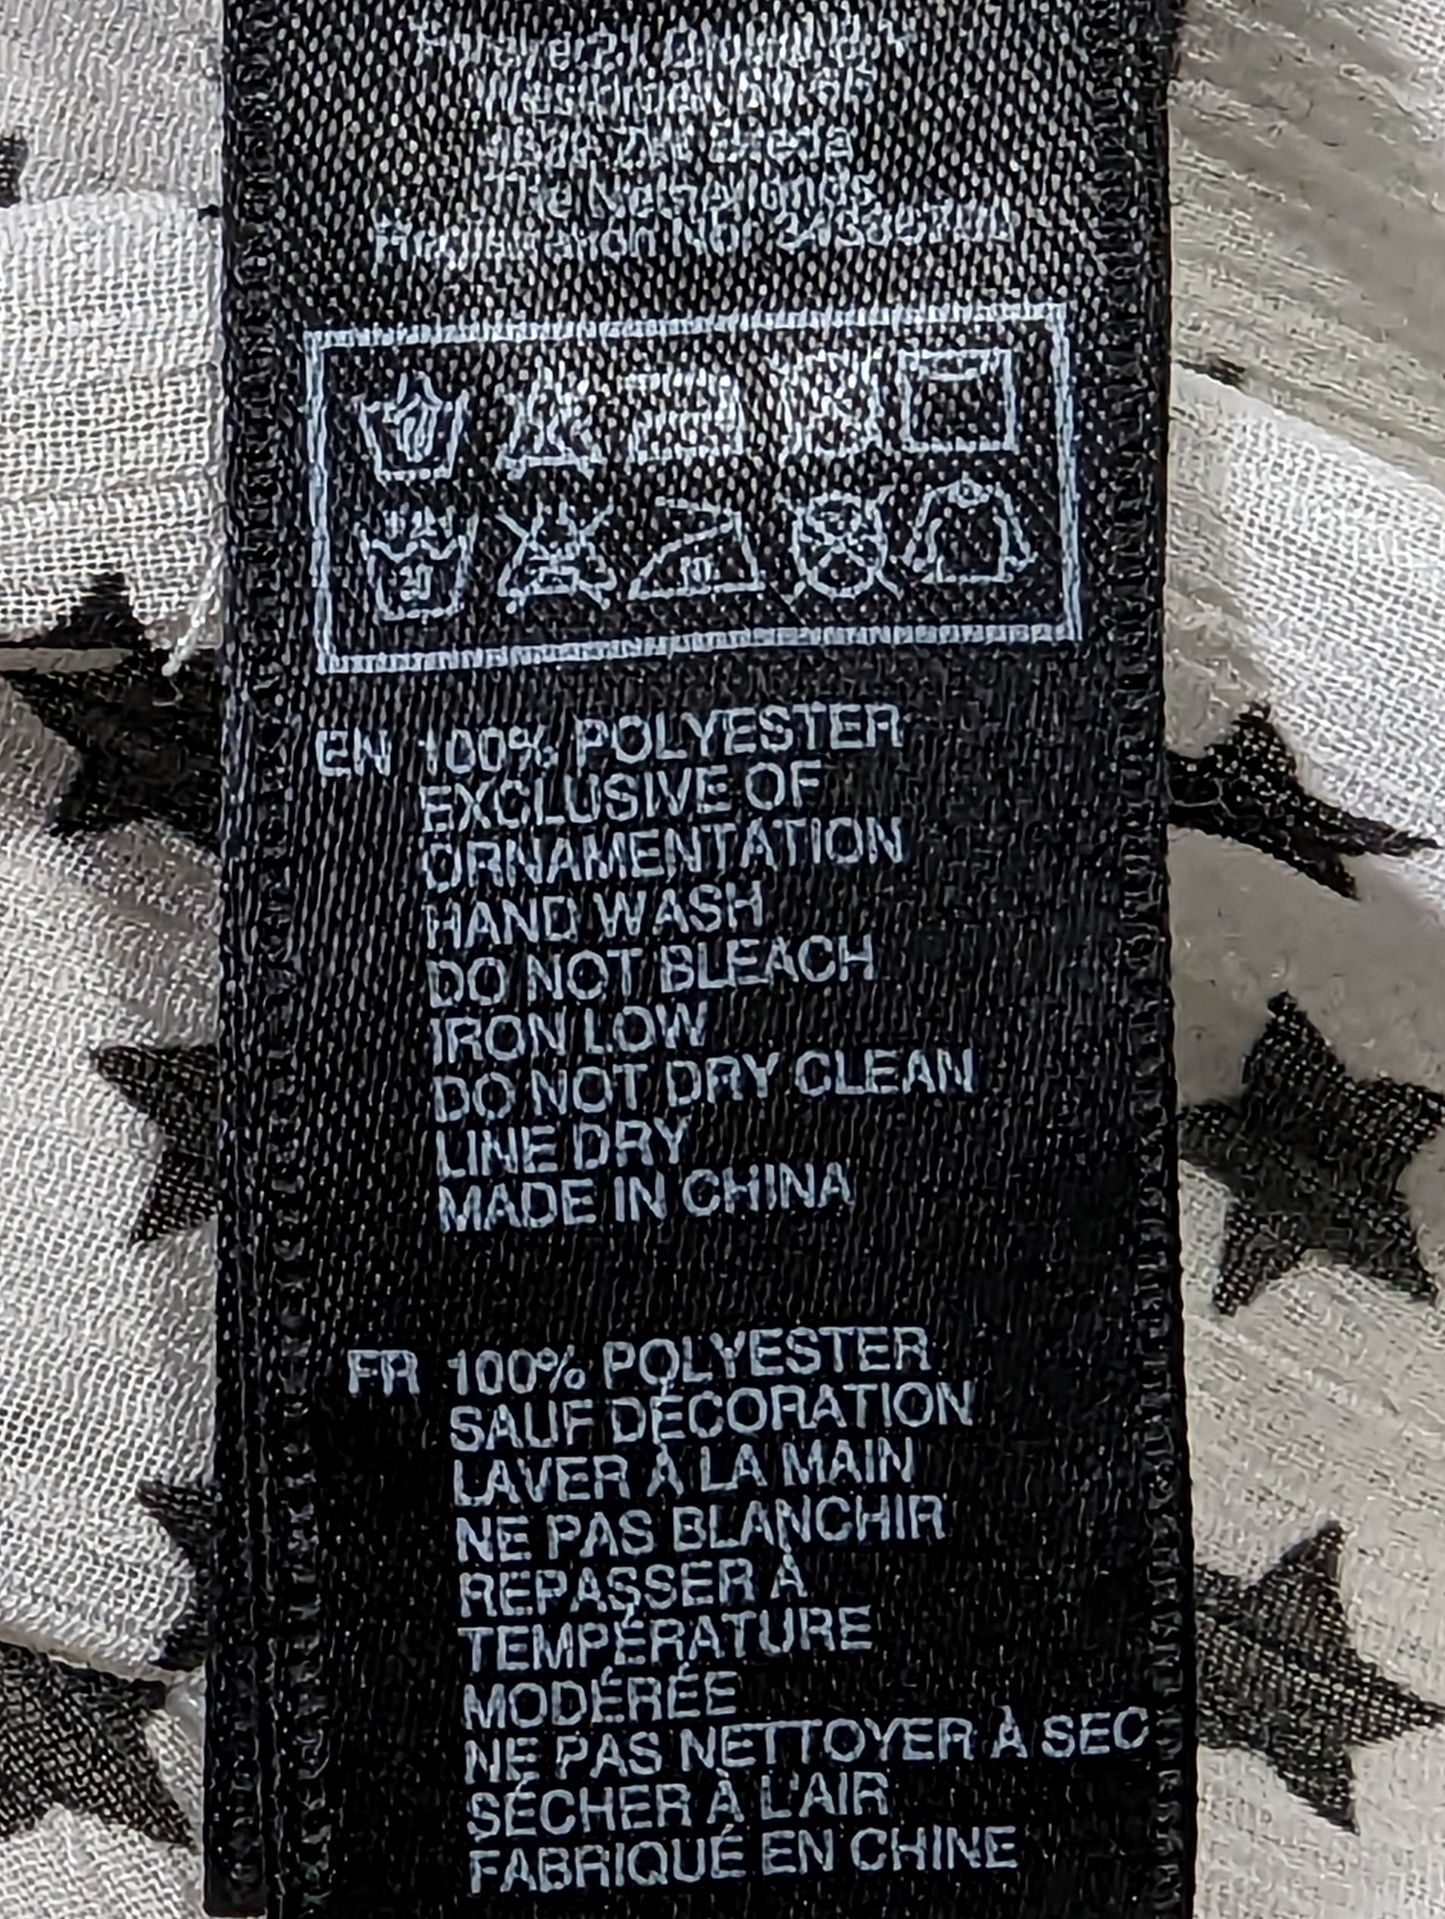 The Netherlands
EN 100% POLYESTER
EXCLUSIVE OF
ORNAMENTATION
HAND WASH
DO NOT BLEACH
IRON LOW
DO NOT DRY CLEAN
LINE DRY
MADE IN CHINA
FR 100% POLYESTER
SAUF DÉCORATION
LAVER À LA MAIN
NE PAS BLANCHIR
REPASSER À
TEMPÉRATURE
MODÉRÉE
NE PAS NETTOYER À SEC
SÉCHER À L'AIR
FABRIQUÉ EN CHINE